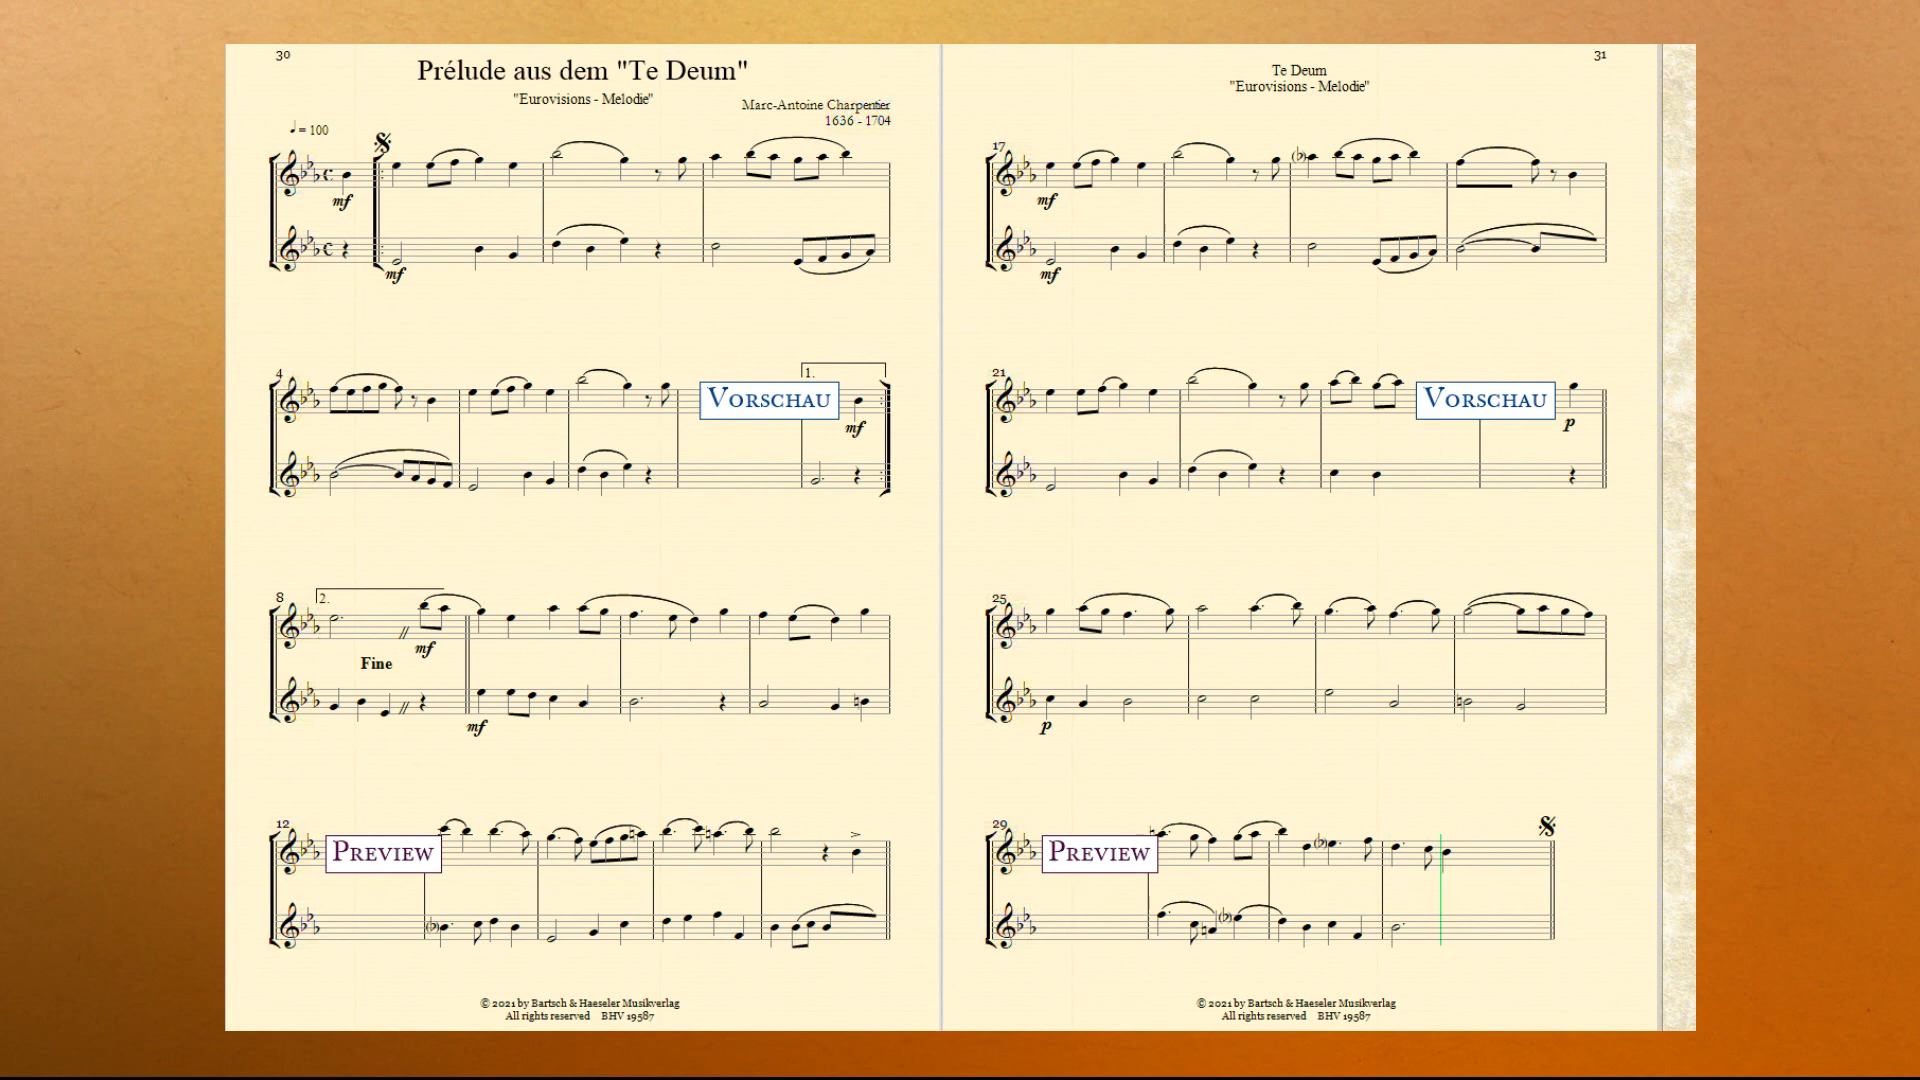 30
Prélude aus dem "Te Deum"
"Eurovisions - Melodie"
Marc-Antoine Charpentier
1636 - 1704
♩ = 100
mf
mf
4
1.
VORSCHAU
mf
8
2.
mf
Fine
mf
12
PREVIEW
© 2021 by Bartsch & Haeseler Musikverlag
All rights reserved BHV 19587
31
Te Deum
"Eurovisions - Melodie"
17
mf
mf
21
VORSCHAU
p
25
p
29
PREVIEW
© 2021 by Bartsch & Haeseler Musikverlag
All rights reserved BHV 19587